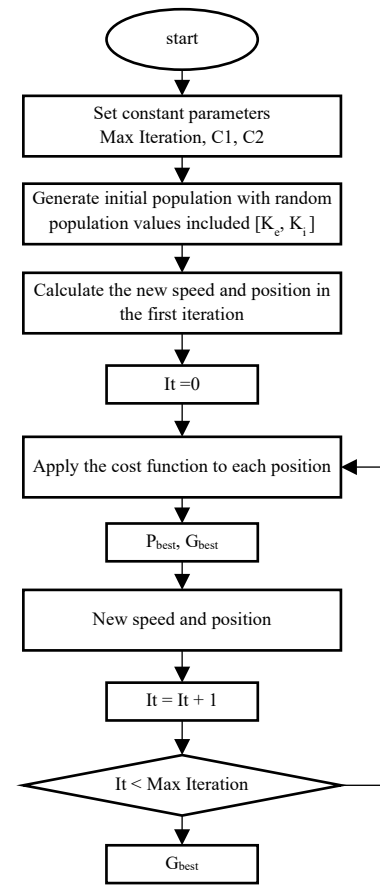 start
Set constant parameters
Max Iteration, C1, C2
Generate initial population with random
population values included [Ke, Ki ]
Calculate the new speed and position in
the first iteration
It =0
Apply the cost function to each position
Pbest, Gbest
New speed and position
It = It + 1
It < Max Iteration
Gbest